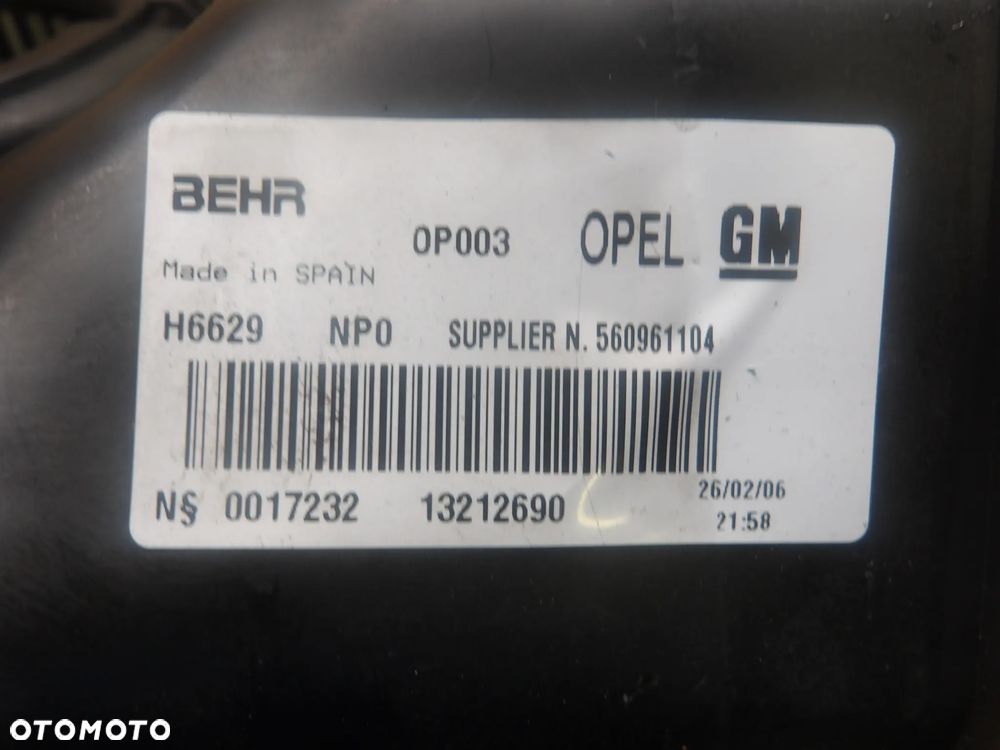 BEHR
OP003 OPEL GM
Made in SPAIN
H6629 NP0 SUPPLIER N. 560961104
N§ 0017232 13212690 26/02/06
21:58
OTOMOTO